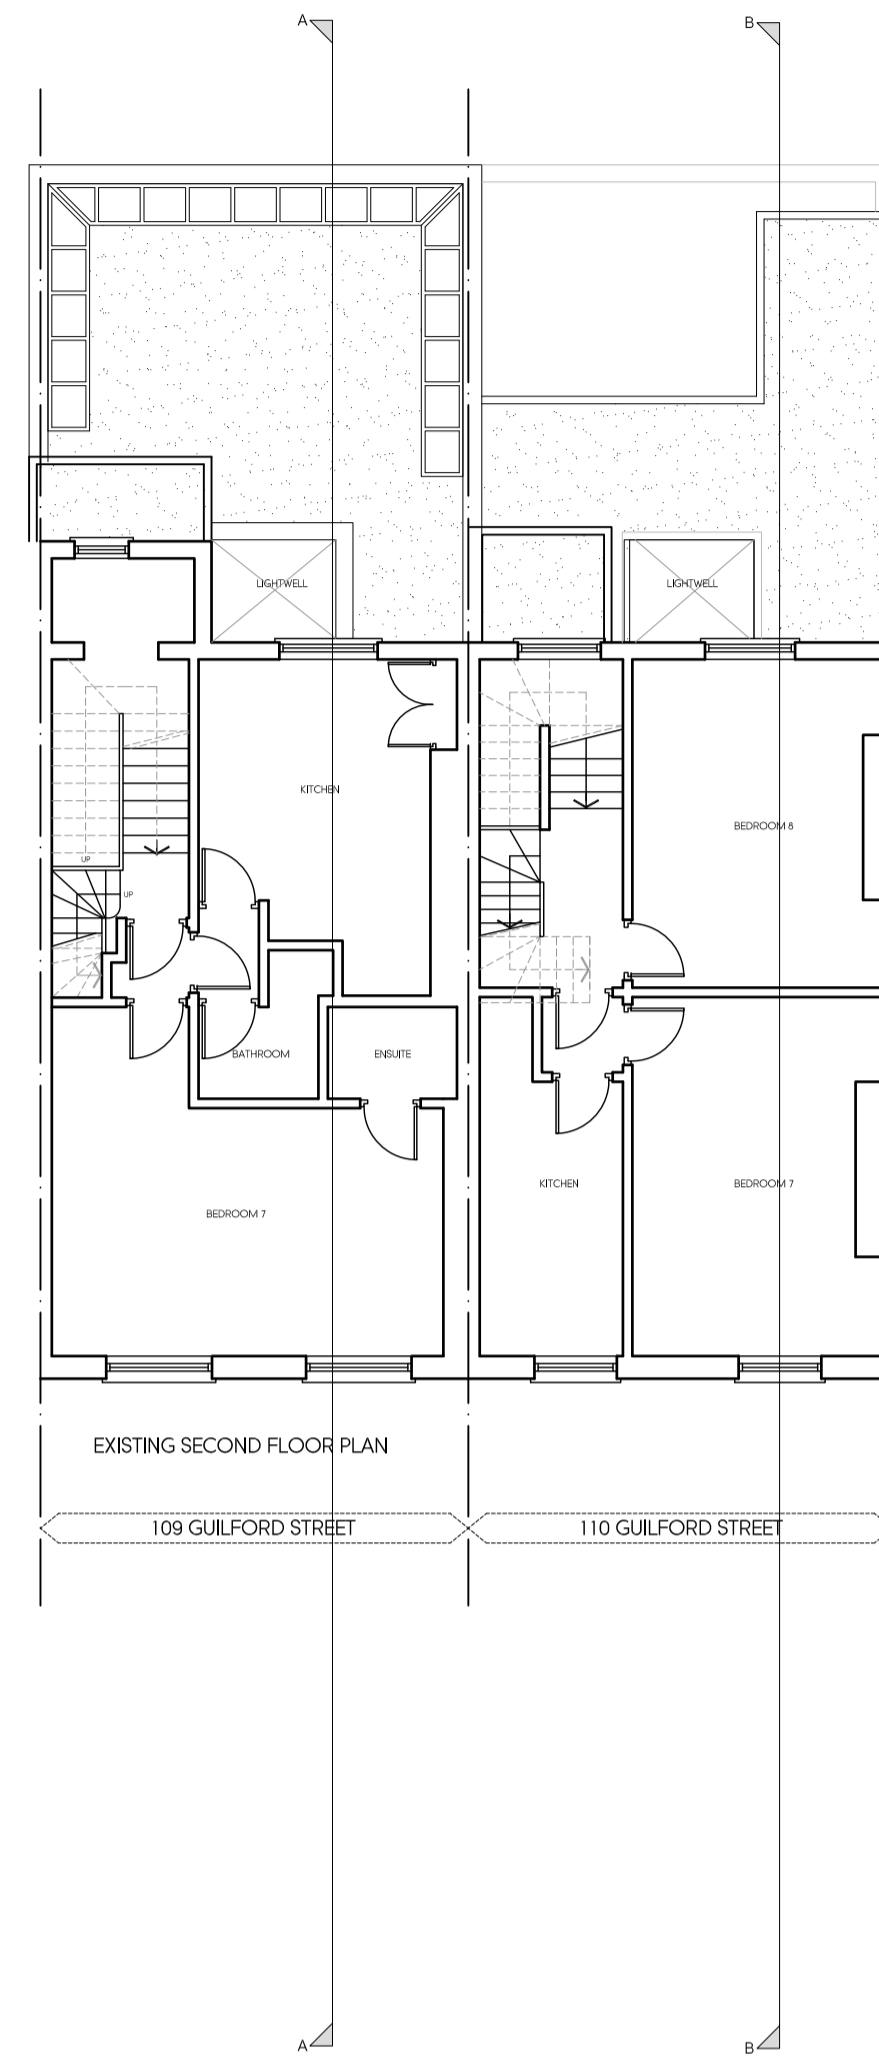 A
B
LIGHTWELL
LIGHTWELL
KITCHEN
BEDROOM 8
UP
UP
BATHROOM
ENSUITE
KITCHEN
BEDROOM 7
BEDROOM 7
EXISTING SECOND FLOOR PLAN
109 GUILFORD STREET
110 GUILFORD STREET
A
B